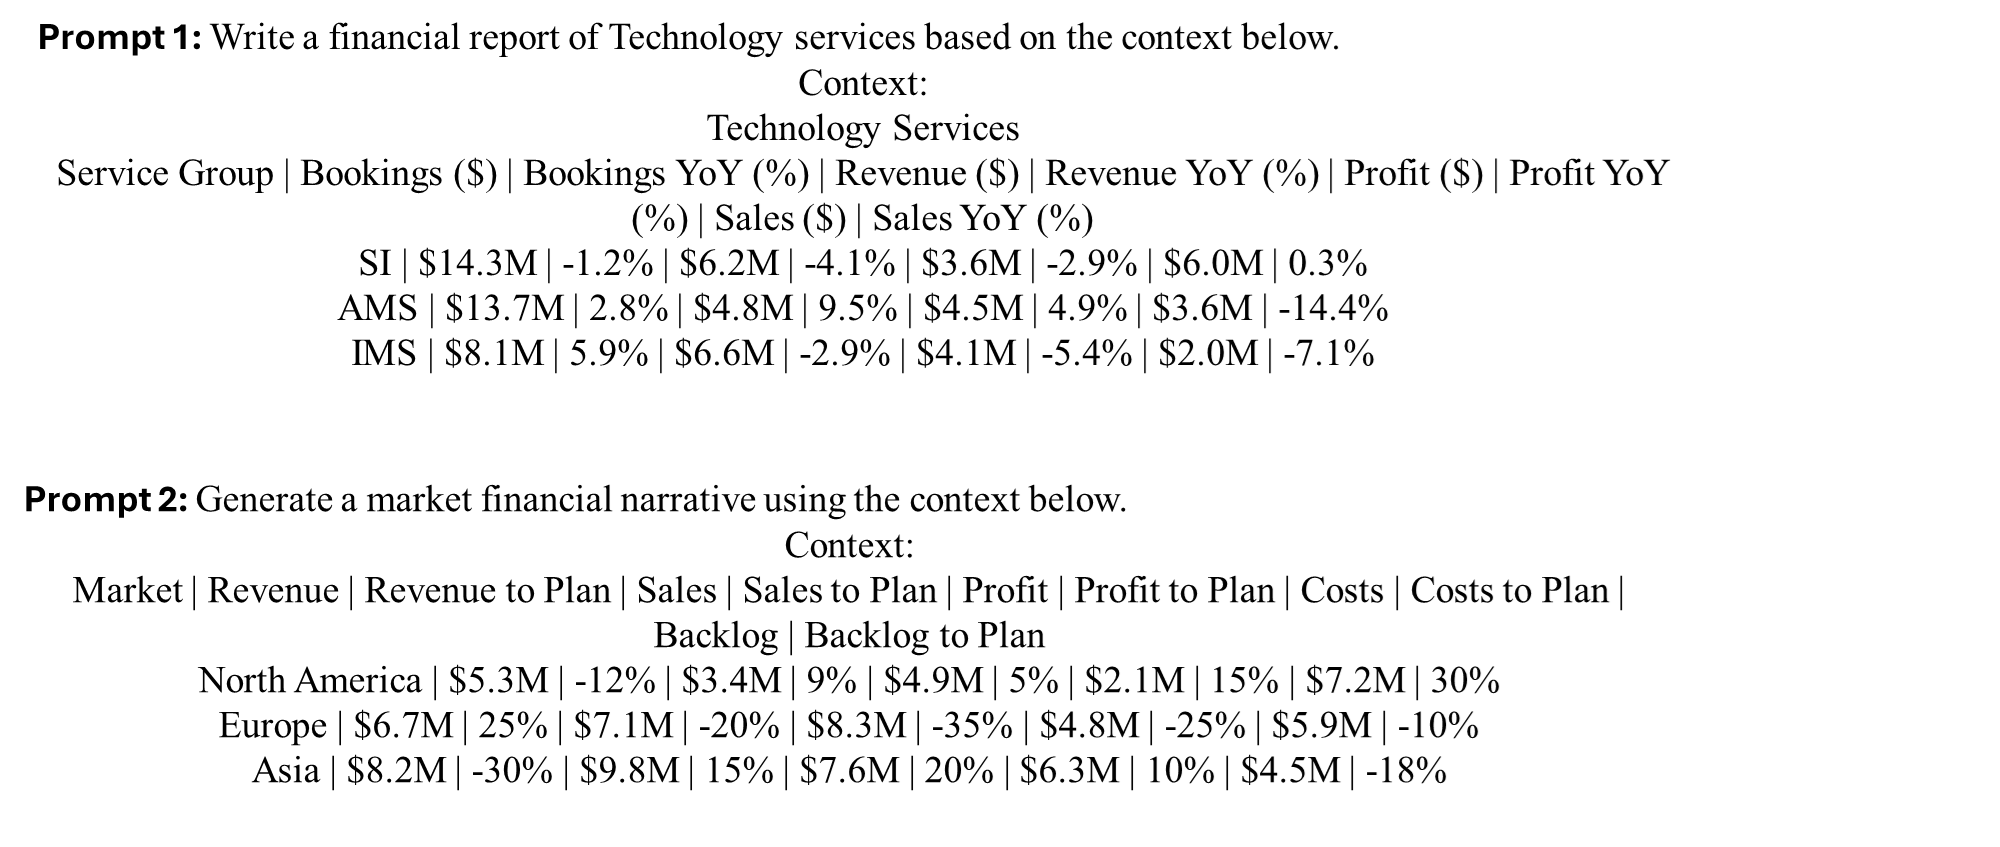 Prompt 1: Write a financial report of Technology services based on the context below.
Context:
Technology Services
Service Group | Bookings ($) | Bookings YoY (%) | Revenue ($) | Revenue YoY (%) | Profit ($) | Profit YoY
(%) | Sales ($) | Sales YoY (%)
SI | $14.3M | -1.2% | $6.2M | -4.1% | $3.6M | -2.9% | $6.0M | 0.3%
AMS | $13.7M | 2.8% | $4.8M | 9.5% | $4.5M | 4.9% | $3.6M | -14.4%
IMS | $8.1M | 5.9% | $6.6M | -2.9% | $4.1M | -5.4% | $2.0M | -7.1%
Prompt 2: Generate a market financial narrative using the context below.
Context:
Market | Revenue | Revenue to Plan | Sales | Sales to Plan | Profit | Profit to Plan | Costs | Costs to Plan |
Backlog | Backlog to Plan
North America | $5.3M | -12% | $3.4M | 9% | $4.9M | 5% | $2.1M | 15% | $7.2M | 30%
Europe | $6.7M | 25% | $7.1M | -20% | $8.3M | -35% | $4.8M | -25% | $5.9M | -10%
Asia | $8.2M | -30% | $9.8M | 15% | $7.6M | 20% | $6.3M | 10% | $4.5M | -18%